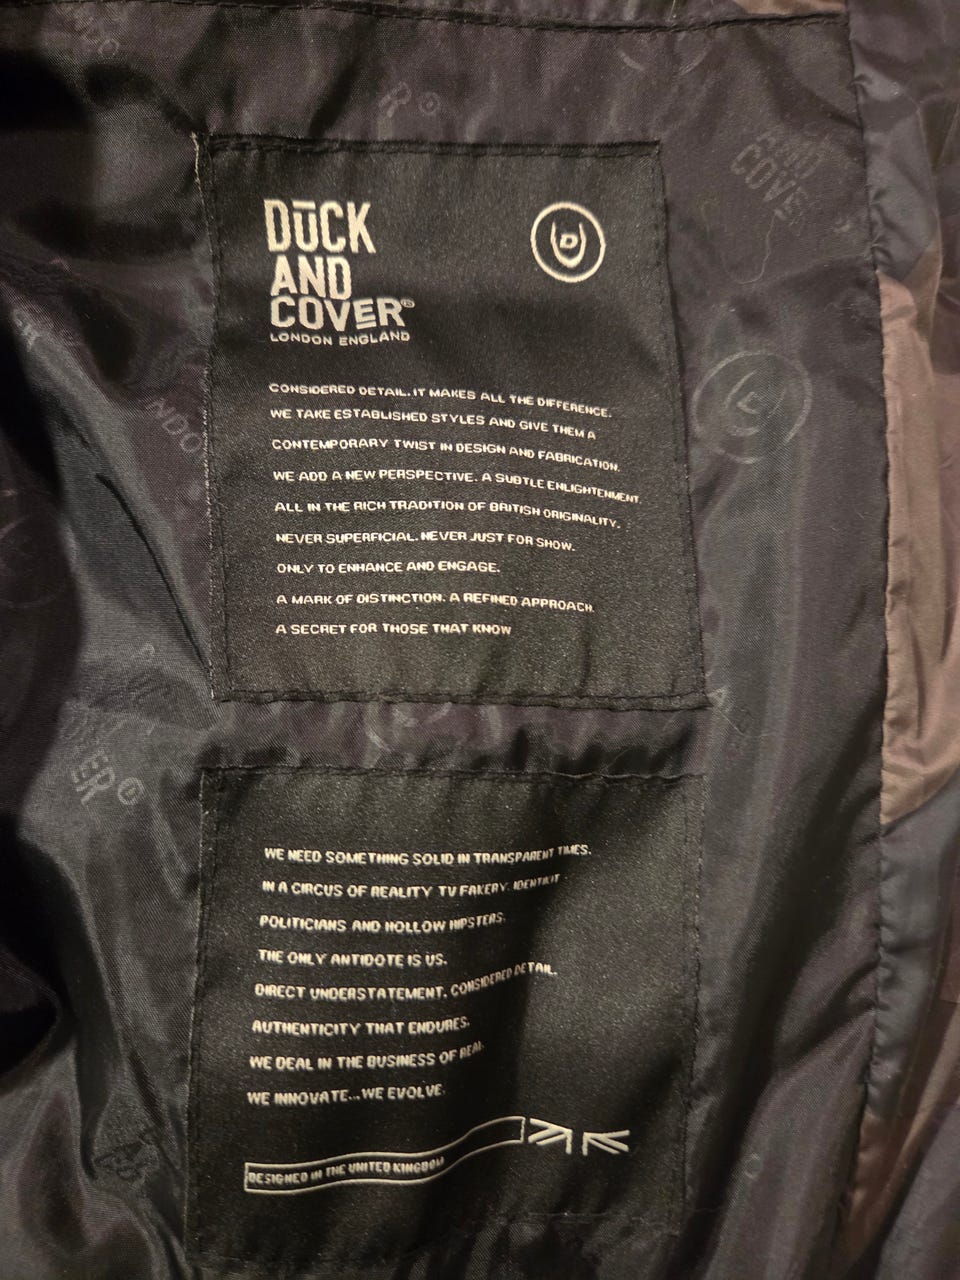 DŪCK
AND
COVER®
LONDON ENGLAND
D
CONSIDERED DETAIL. IT MAKES ALL THE DIFFERENCE.
WE TAKE ESTABLISHED STYLES AND GIVE THEM A
CONTEMPORARY TWIST IN DESIGN AND FABRICATION.
WE ADD A NEW PERSPECTIVE. A SUBTLE ENLIGHTENMENT.
ALL IN THE RICH TRADITION OF BRITISH ORIGINALITY.
NEVER SUPERFICIAL. NEVER JUST FOR SHOW.
ONLY TO ENHANCE AND ENGAGE.
A MARK OF DISTINCTION. A REFINED APPROACH.
A SECRET FOR THOSE THAT KNOW
WE NEED SOMETHING SOLID IN TRANSPARENT TIMES.
IN A CIRCUS OF REALITY TV FAKERY. IDENTIKIT
POLITICIANS AND HOLLOW HIPSTERS.
THE ONLY ANTIDOTE IS US.
DIRECT UNDERSTATEMENT. CONSIDERED DETAIL.
AUTHENTICITY THAT ENDURES.
WE DEAL IN THE BUSINESS OF REAL.
WE INNOVATE...WE EVOLVE.
DESIGNED IN THE UNITED KINGDOM